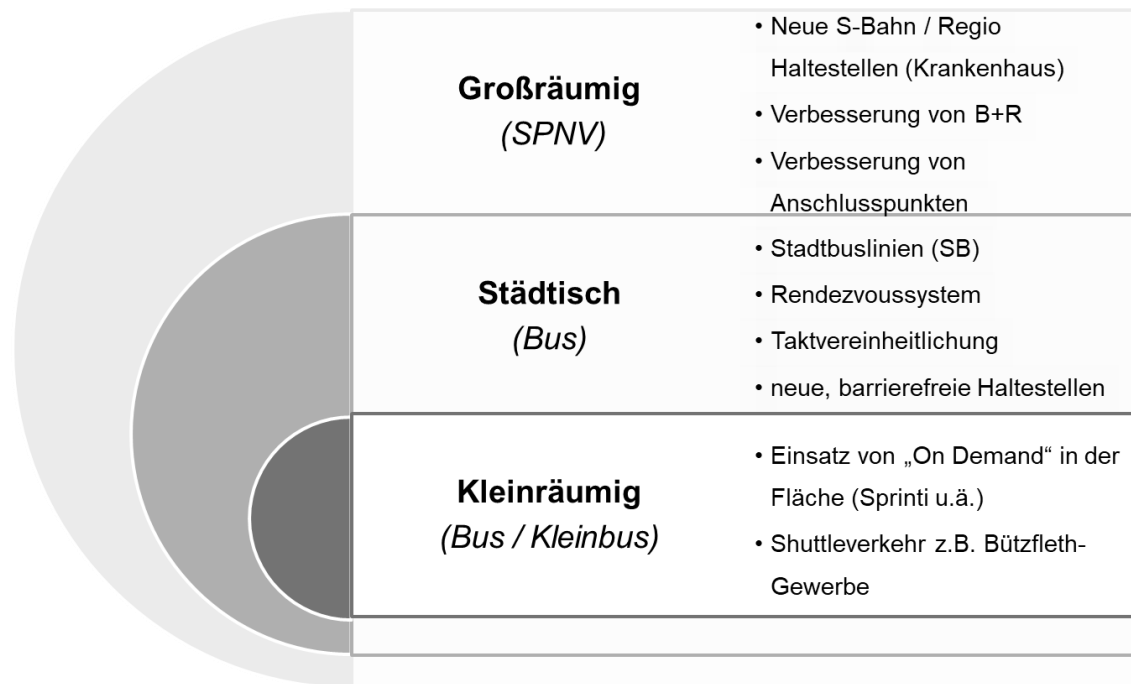 Großräumig
(SPNV)
• Neue S-Bahn / Regio
Haltestellen (Krankenhaus)
• Verbesserung von B+R
• Verbesserung von
Anschlusspunkten
Städtisch
(Bus)
• Stadtbuslinien (SB)
• Rendezvoussystem
• Taktvereinheitlichung
• neue, barrierefreie Haltestellen
Kleinräumig
(Bus / Kleinbus)
• Einsatz von „On Demand“ in der
Fläche (Sprinti u.ä.)
• Shuttleverkehr z.B. Bützfleth-
Gewerbe